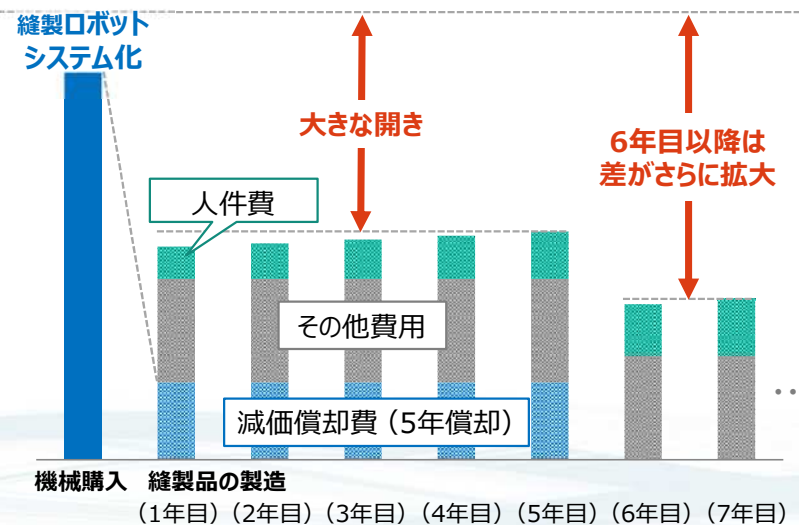 縫製ロボット
システム化
大きな開き
6年目以降は
差がさらに拡大
人件費
その他費用
減価償却費（5年償却）
‥
機械購入 縫製品の製造
（1年目）（2年目）（3年目）（4年目）（5年目）（6年目）（7年目）